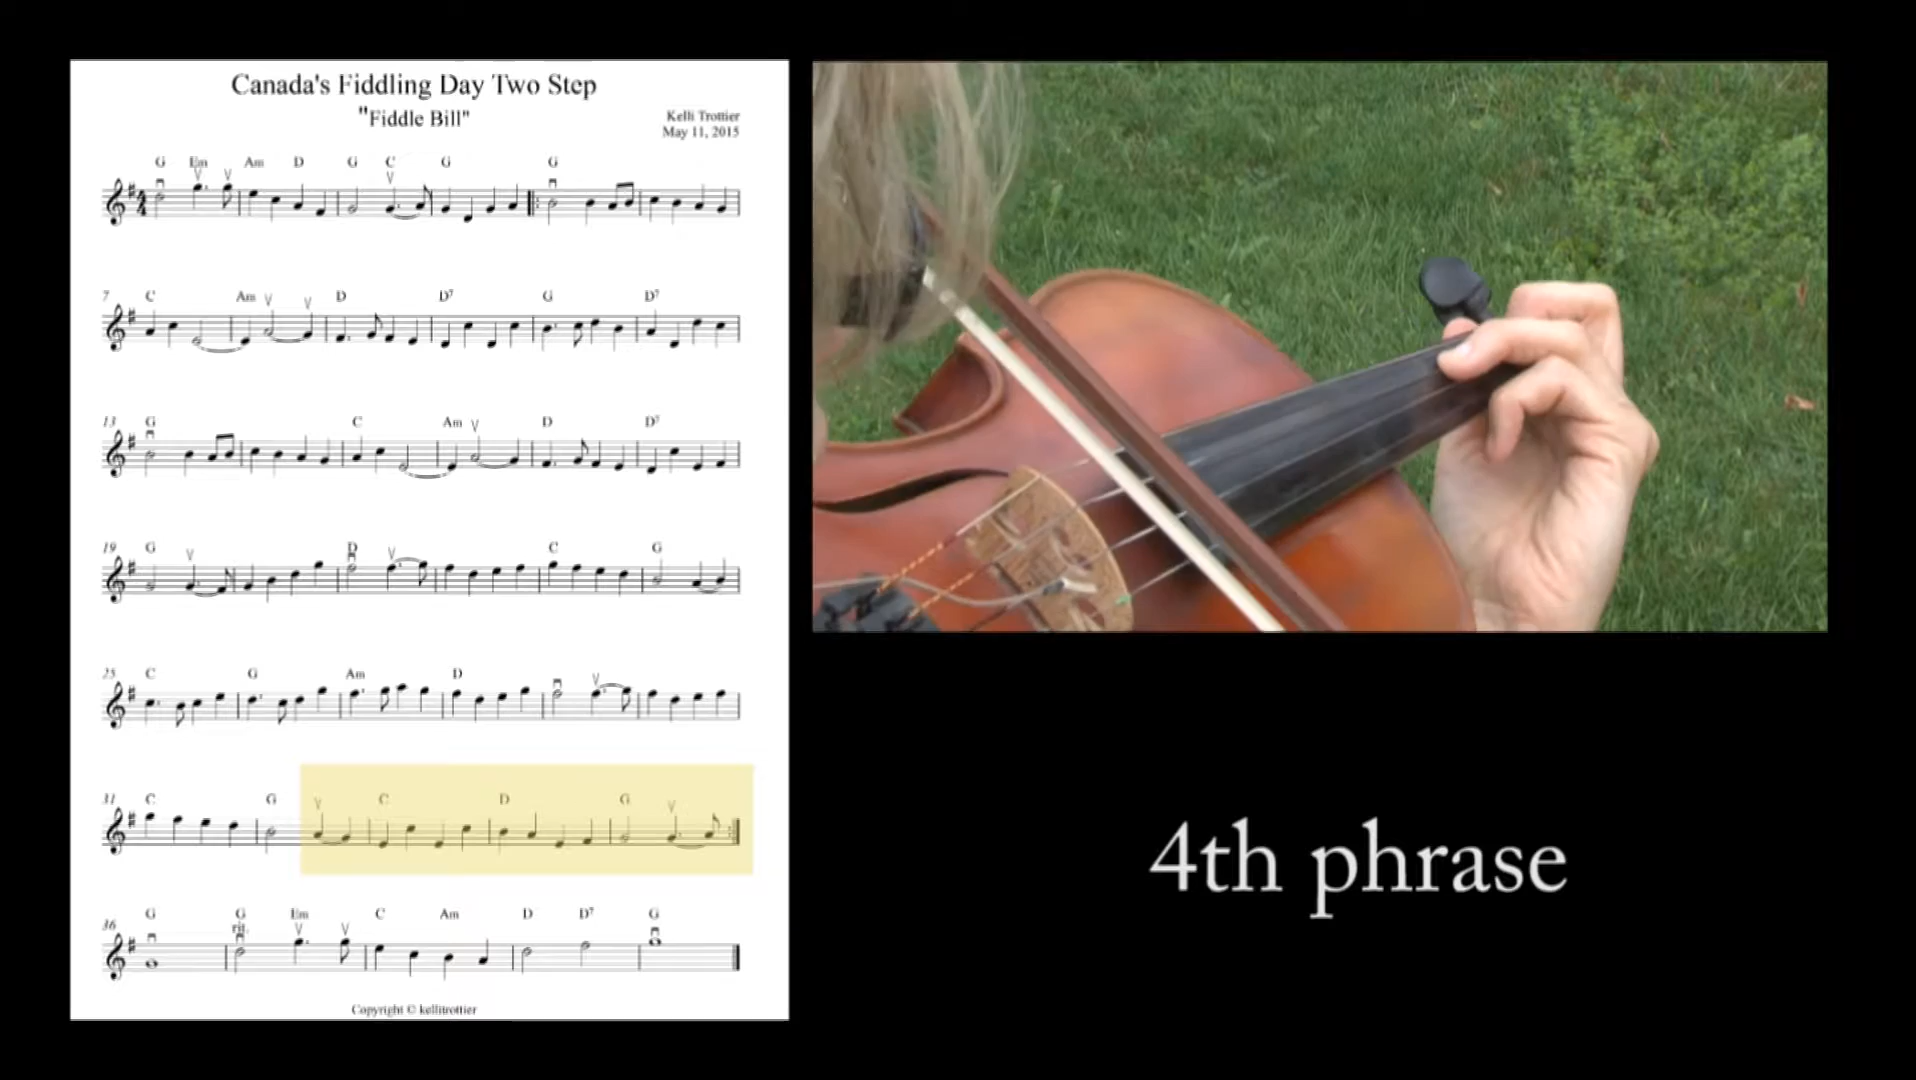 Canada's Fiddling Day Two Step
"Fiddle Bill"
Kelli Trottier
May 11, 2015
G Em Am D G C G G
7 C Am D D7 G D7
13 G C Am D D7
19 G D C G
25 C G Am D
31 C G C D G
36 G G Em C Am D D7 G
rit.
Copyright © kellitrottier
4th phrase